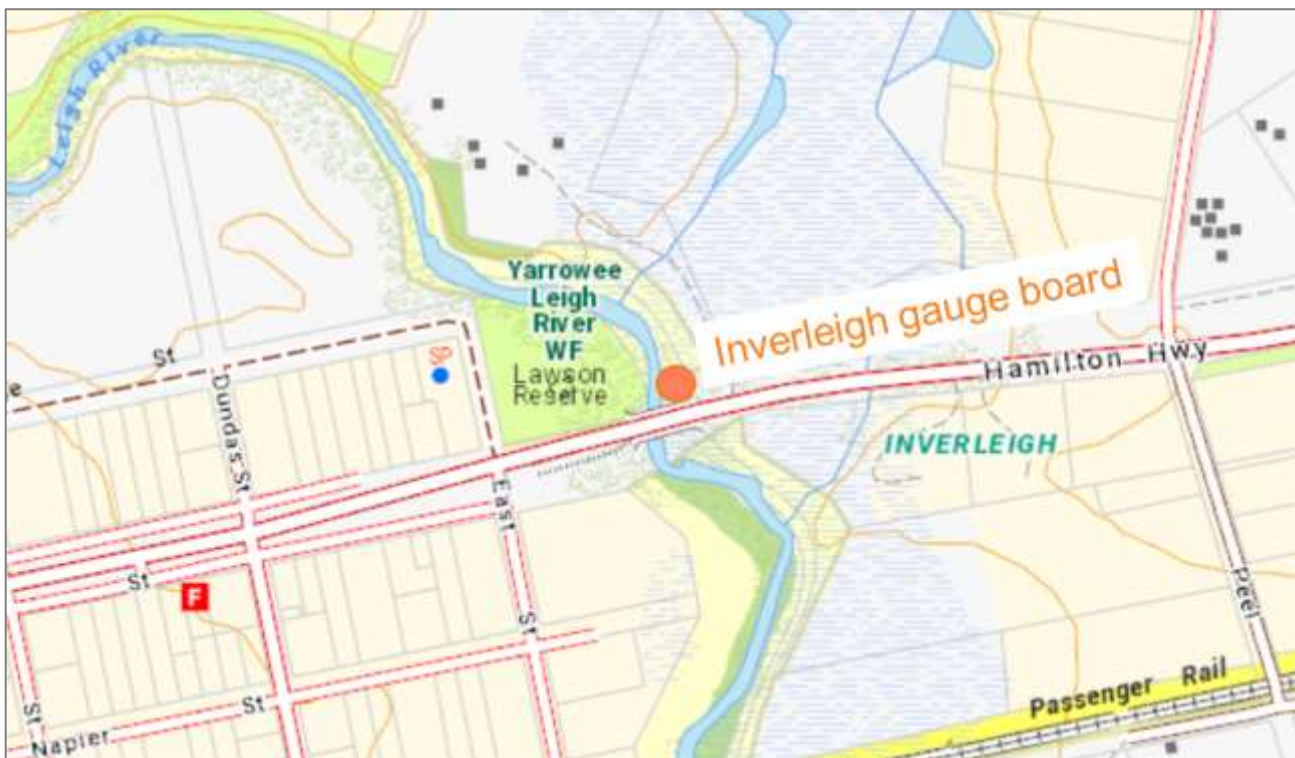 Leigh River
Yarrowee
Leigh
River
WF
Lawson
Reserve
Inverleigh gauge board
Hamilton Hwy
INVERLEIGH
St
e
SP
Dundas St
East
St
St
F
Peel
Passenger Rail
St
St
Napier